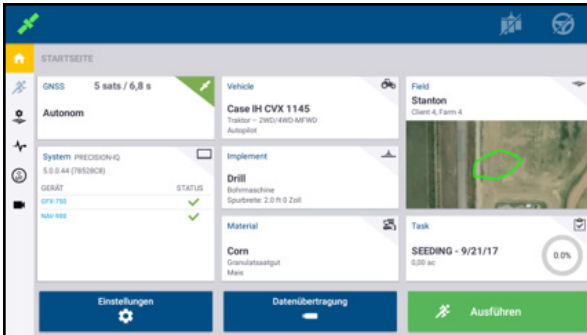 STARTSEITE
GNSS 5 sats / 6,8 s
Autonom
Vehicle
Case IH CVX 1145
Traktor – 2WD/4WD-MFWD
Autopilot
Field
Stanton
Client 4, Farm 4
System PRECISION-IQ
5.0.0.44 (78528CB)
GERÄT STATUS
GFX-750
NAV-900
Implement
Drill
Bohrmaschine
Spurbreite: 2.0 ft 0 Zoll
Material
Corn
Granulatsaatgut
Mais
Task
SEEDING - 9/21/17
0,00 ac
0.0%
Einstellungen
Datenübertragung
Ausführen